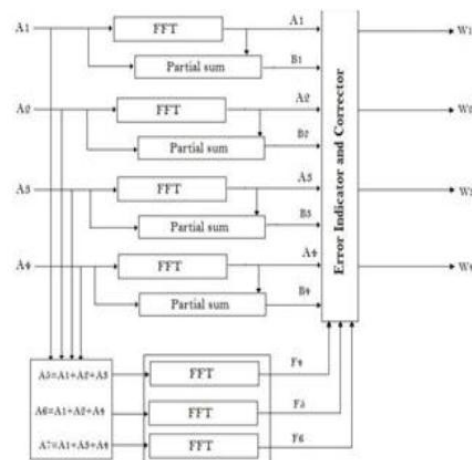 A1
FFT
A1
W1
Partial sum
B1
A2
FFT
A2
Partial sum
B2
A3
FFT
A3
Partial sum
B3
A4
FFT
A4
Partial sum
B4
Error Indicator and Corrector
A5=A1+A2+A3
FFT
F4
A6=A1+A2+A4
FFT
F5
A7=A1+A3+A4
FFT
F6